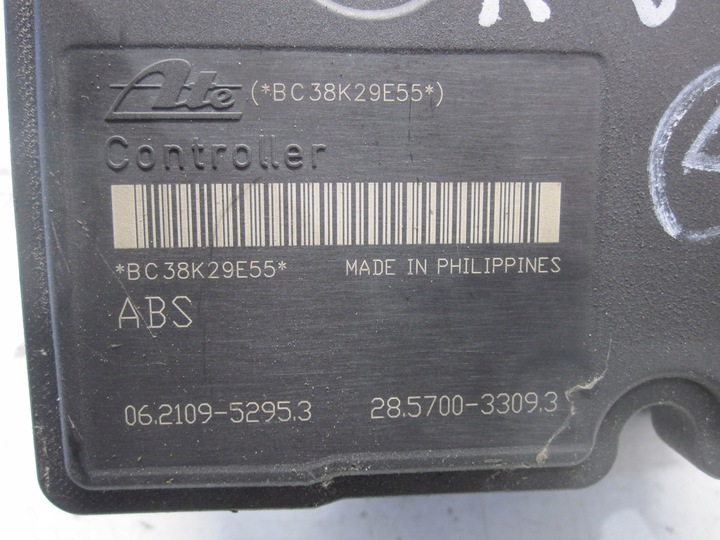 Ate (*BC38K29E55*)
Controller
*BC38K29E55* MADE IN PHILIPPINES
ABS
06.2109-5295.3 28.5700-3309.3